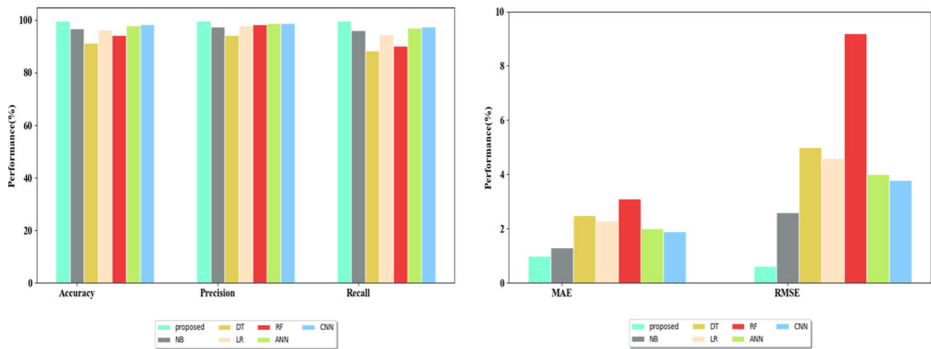 Performance(%)
100
80
60
40
20
0
Accuracy Precision Recall
proposed DT RF CNN
NB LR ANN
Performance(%)
10
8
6
4
2
0
MAE RMSE
proposed DT RF CNN
NB LR ANN